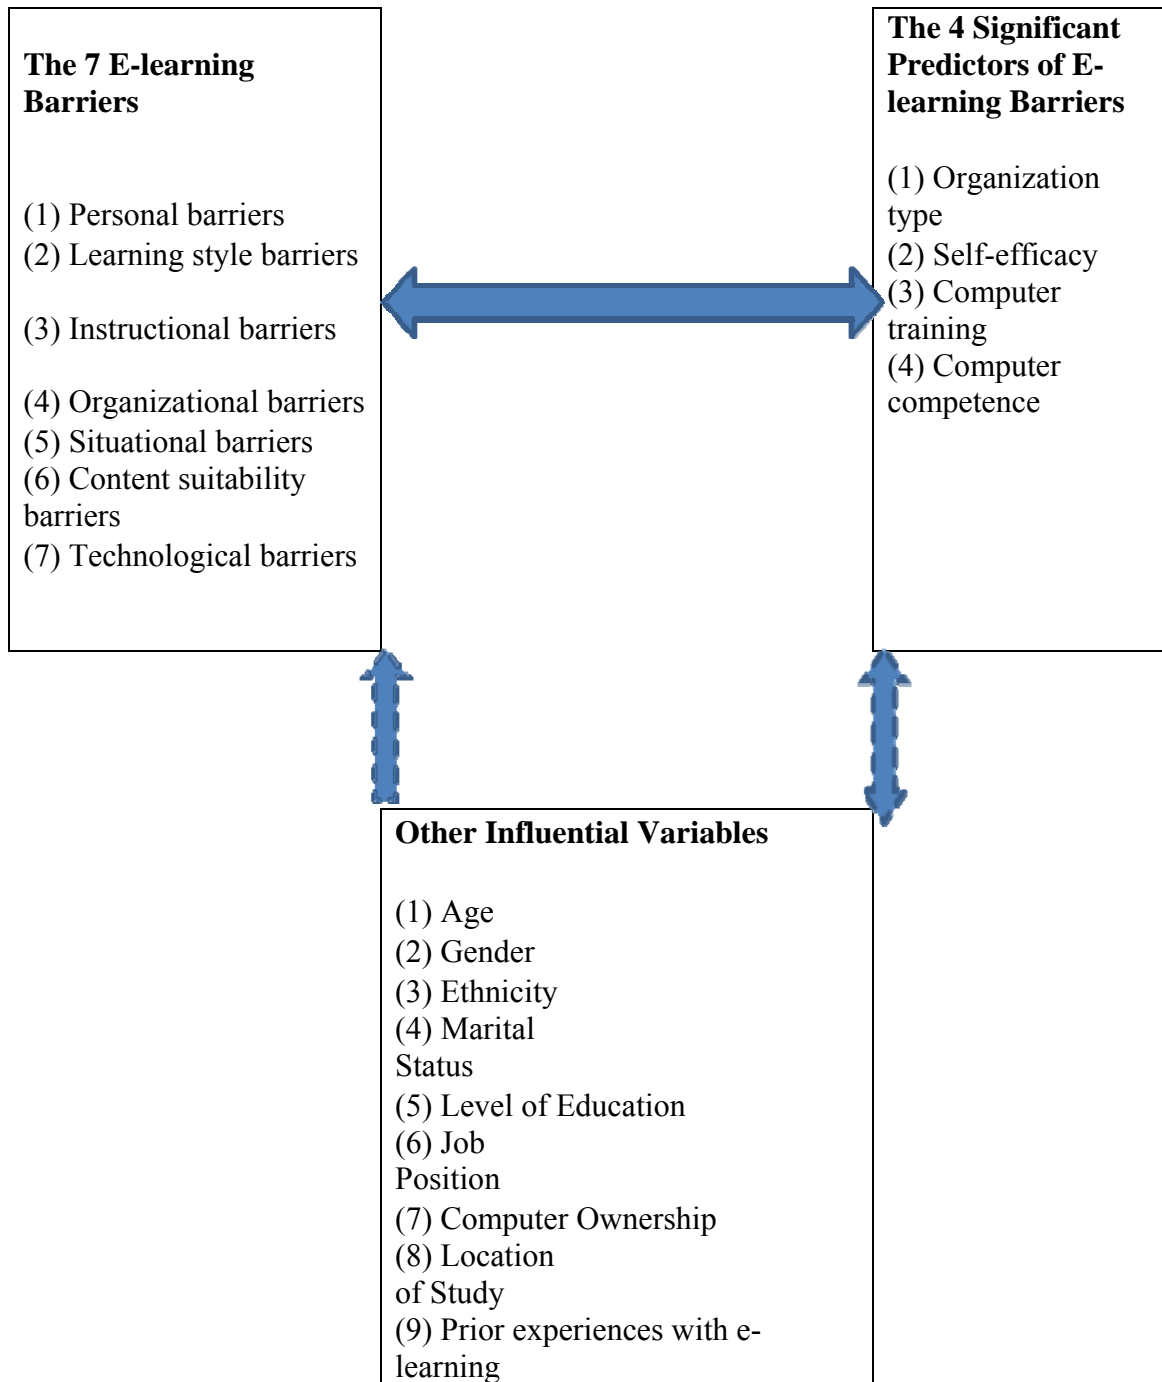 The 7 E-learning
Barriers
(1) Personal barriers
(2) Learning style barriers
(3) Instructional barriers
(4) Organizational barriers
(5) Situational barriers
(6) Content suitability
barriers
(7) Technological barriers
The 4 Significant
Predictors of E-
learning Barriers
(1) Organization
type
(2) Self-efficacy
(3) Computer
training
(4) Computer
competence
Other Influential Variables
(1) Age
(2) Gender
(3) Ethnicity
(4) Marital
Status
(5) Level of Education
(6) Job
Position
(7) Computer Ownership
(8) Location
of Study
(9) Prior experiences with e-
learning